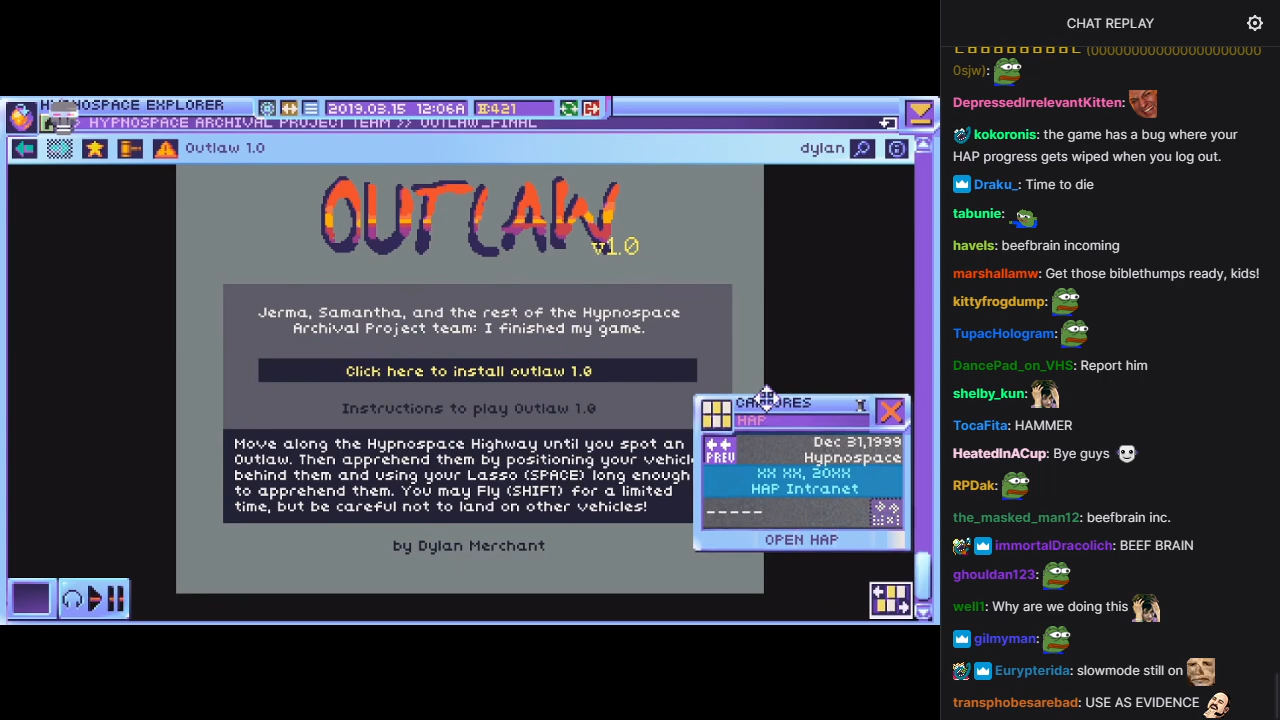 HYPNOSPACE EXPLORER
2019.03.15 12:06A
421
HYPNOSPACE ARCHIVAL PROJECT TEAM >> OUTLAW_FINAL
Outlaw 1.0
dylan
OUTLAW
v1.0
Jerma, Samantha, and the rest of the Hypnospace
Archival Project team: I finished my game.
Click here to install outlaw 1.0
Instructions to play Outlaw 1.0
Move along the Hypnospace Highway until you spot an
Outlaw. Then apprehend them by positioning your vehicl
behind them and using your Lasso (SPACE) long enough
to apprehend them. You may Fly (SHIFT) for a limited
time, but be careful not to land on other vehicles!
by Dylan Merchant
HAP
PREV
Dec 31,1999
Hypnospace
XX XX, 20XX
HAP Intranet
-----
OPEN HAP
CHAT REPLAY
0sjw):
DepressedIrrelevantKitten:
kokoronis: the game has a bug where your
HAP progress gets wiped when you log out.
Draku_: Time to die
tabunie:
havels: beefbrain incoming
marshallamw: Get those biblethumps ready, kids!
kittyfrogdump:
TupacHologram:
DancePad_on_VHS: Report him
shelby_kun:
TocaFita: HAMMER
HeatedInACup: Bye guys
RPDak:
the_masked_man12: beefbrain inc.
immortalDracolich: BEEF BRAIN
ghouldan123:
well1: Why are we doing this
gilmyman:
Eurypterida: slowmode still on
transphobesarebad: USE AS EVIDENCE